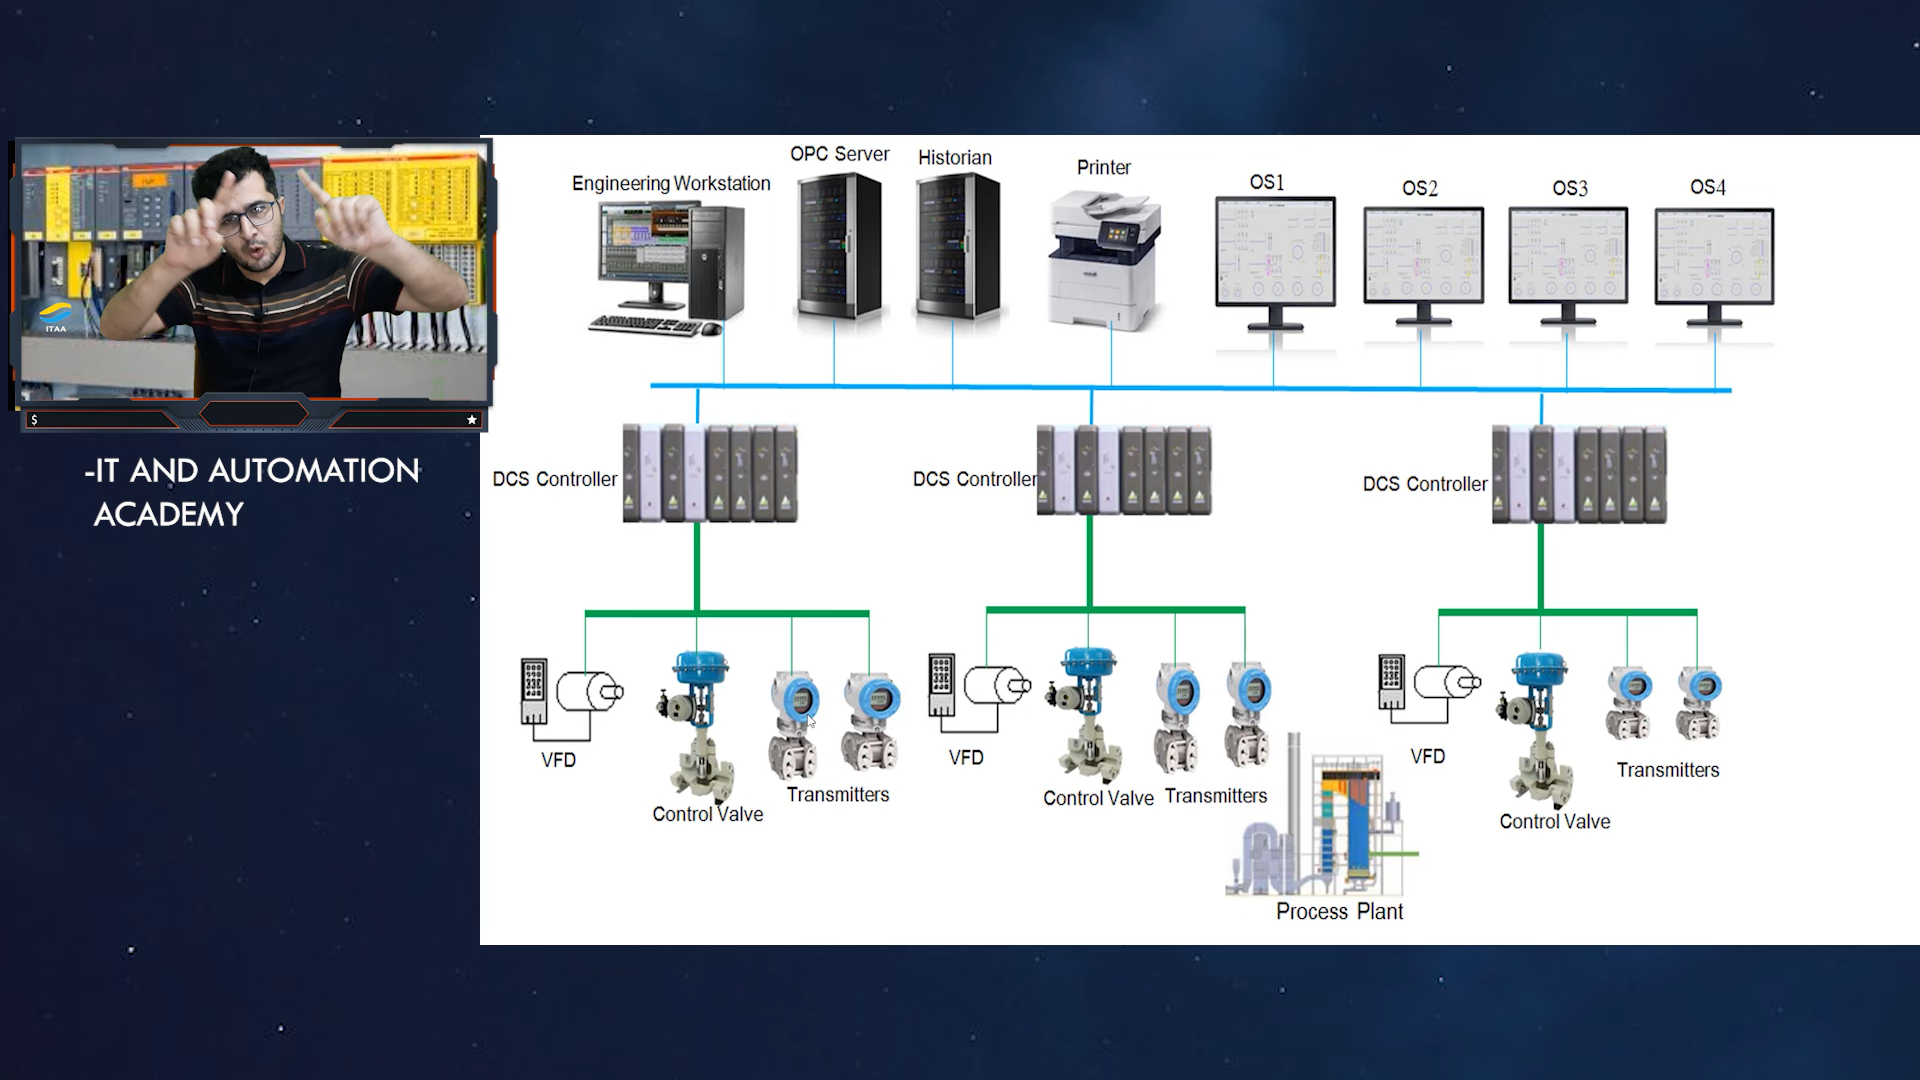 OPC Server
Historian
Printer
Engineering Workstation
OS1
OS2
OS3
OS4
ITAA
$
-IT AND AUTOMATION
ACADEMY
DCS Controller
DCS Controller
DCS Controller
VFD
Control Valve
Transmitters
VFD
Control Valve
Transmitters
VFD
Control Valve
Transmitters
Process Plant